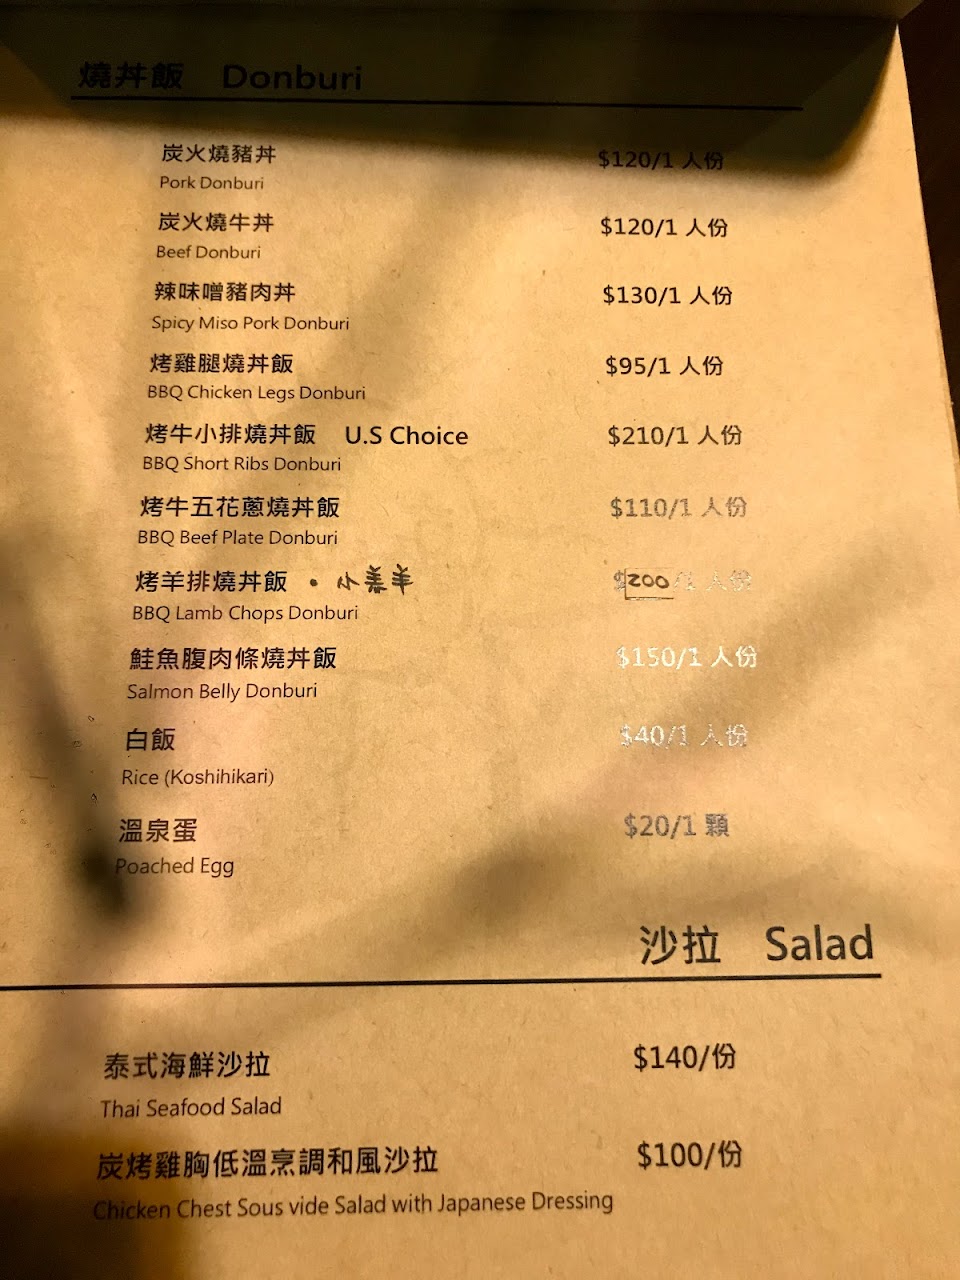 燒丼飯 Donburi
炭火燒豬丼 $120/1 人份
Pork Donburi
炭火燒牛丼 $120/1 人份
Beef Donburi
辣味噌豬肉丼 $130/1 人份
Spicy Miso Pork Donburi
烤雞腿燒丼飯 $95/1 人份
BBQ Chicken Legs Donburi
烤牛小排燒丼飯 U.S Choice $210/1 人份
BBQ Short Ribs Donburi
烤牛五花蔥燒丼飯 $110/1 人份
BBQ Beef Plate Donburi
烤羊排燒丼飯 • 小羔羊 $200/1 人份
BBQ Lamb Chops Donburi
鮭魚腹肉條燒丼飯 $150/1 人份
Salmon Belly Donburi
白飯 $40/1 人份
Rice (Koshihikari)
溫泉蛋 $20/1 顆
Poached Egg
沙拉 Salad
泰式海鮮沙拉 $140/份
Thai Seafood Salad
炭烤雞胸低溫烹調和風沙拉 $100/份
Chicken Chest Sous vide Salad with Japanese Dressing